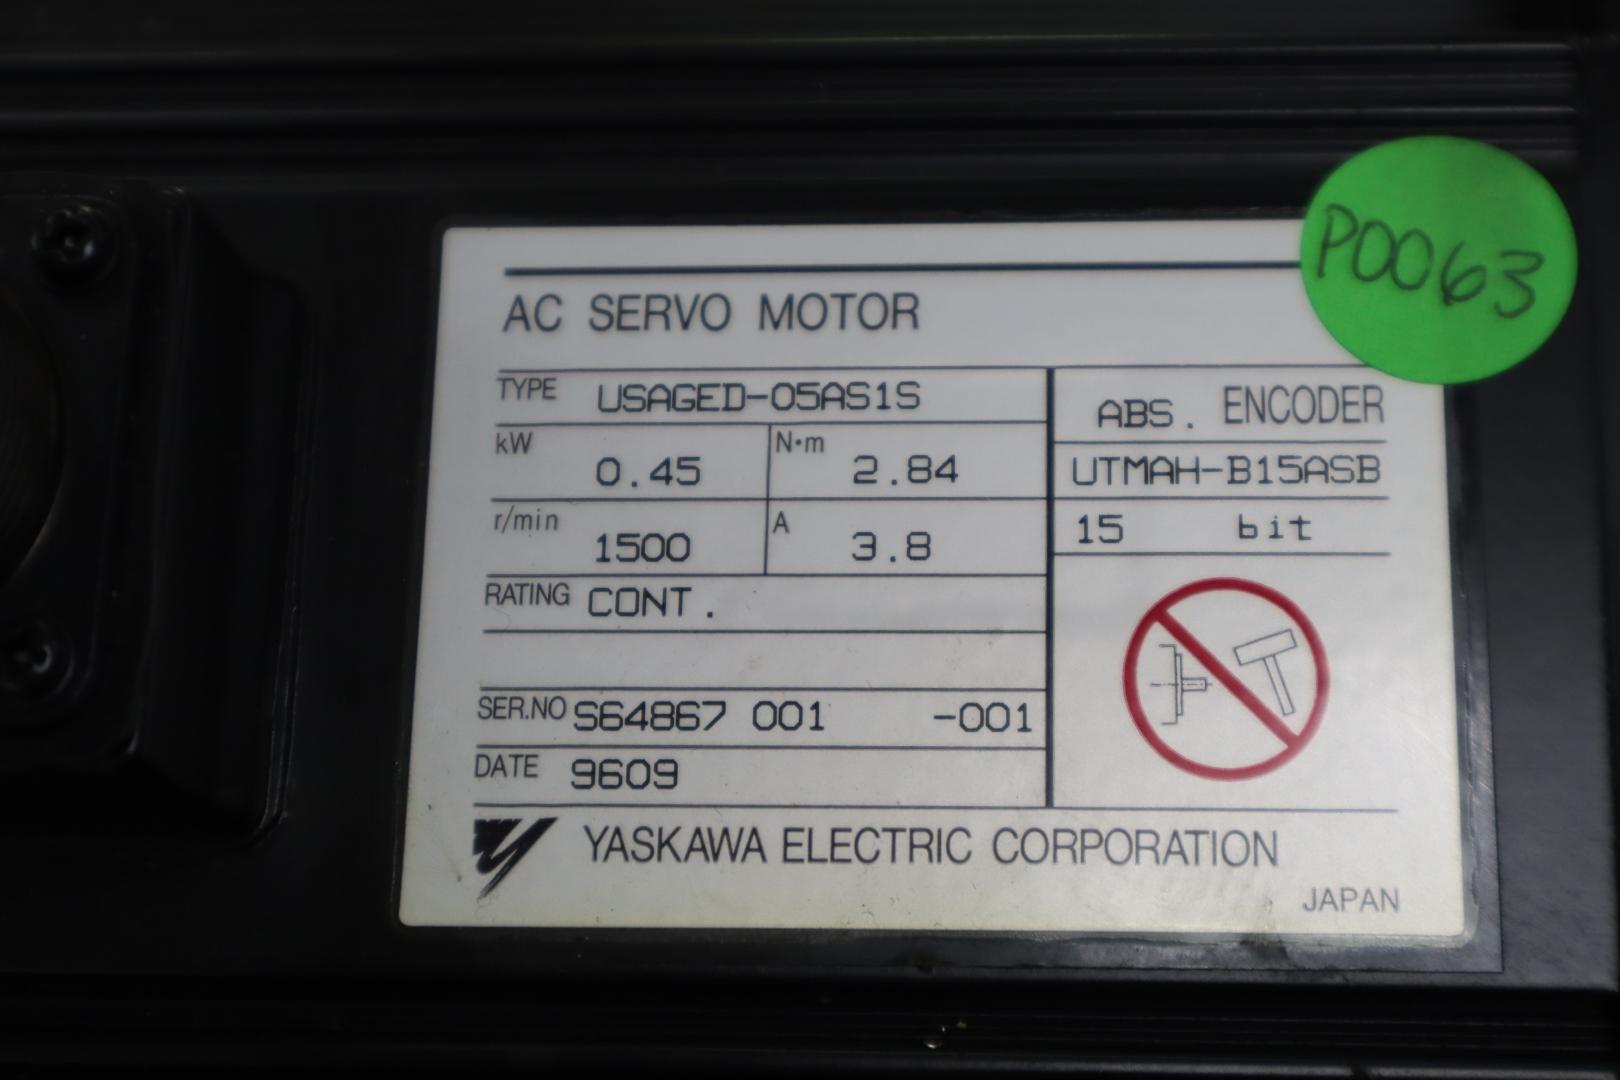 P0063
AC SERVO MOTOR
TYPE USAGED-05AS1S
kW 0.45 N·m 2.84
r/min 1500 A 3.8
RATING CONT.
SER.NO S64867 001 -001
DATE 9609
ABS. ENCODER
UTMAH-B15ASB
15 bit
YASKAWA ELECTRIC CORPORATION
JAPAN